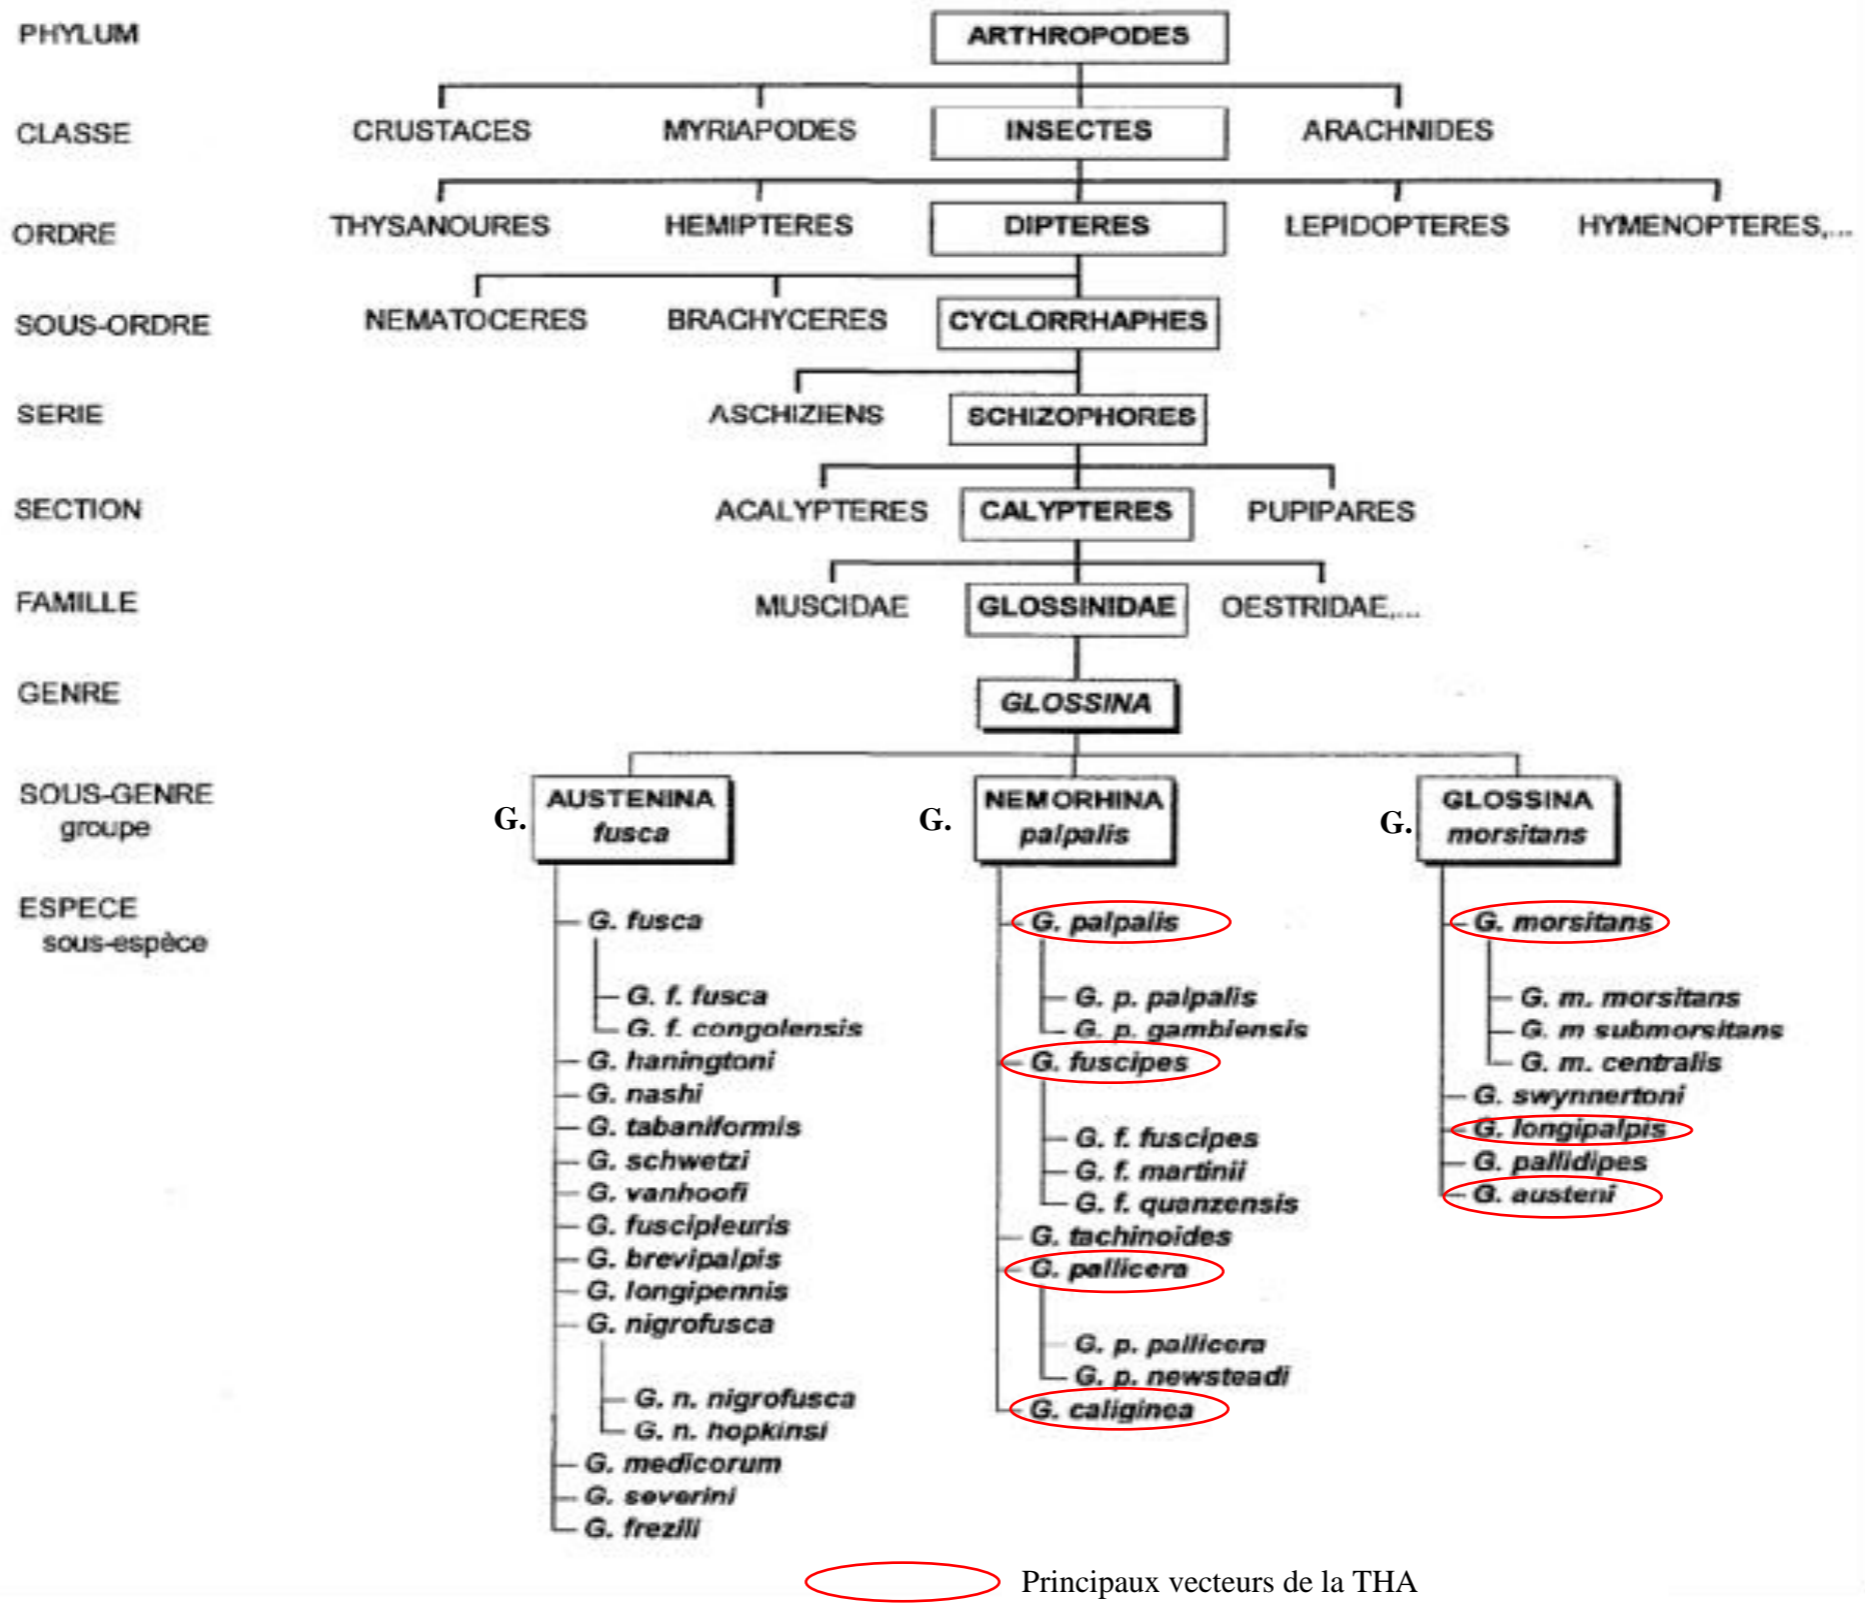 PHYLUM ARTHROPODES
CLASSE CRUSTACES MYRIAPODES INSECTES ARACHNIDES
ORDRE THYSANOURES HEMIPTERES DIPTERES LEPIDOPTERES HYMENOPTERES,...
SOUS-ORDRE NEMATOCERES BRACHYCERES CYCLORRHAPHES
SERIE ASCHIZIENS SCHIZOPHORES
SECTION ACALYPTERES CALYPTERES PUPIPARES
FAMILLE MUSCIDAE GLOSSINIDAE OESTRIDAE,...
GENRE GLOSSINA
SOUS-GENRE
groupe
G. AUSTENINA
fusca
G. NEMORHINA
palpalis
G. GLOSSINA
morsitans
ESPECE
sous-espèce
G. fusca
G. f. fusca
G. f. congolensis
G. haningtoni
G. nashi
G. tabaniformis
G. schwetzi
G. vanhoofi
G. fuscipleuris
G. brevipalpis
G. longipennis
G. nigrofusca
G. n. nigrofusca
G. n. hopkinsi
G. medicorum
G. severini
G. frezili
G. palpalis
G. p. palpalis
G. p. gambiensis
G. fuscipes
G. f. fuscipes
G. f. martinii
G. f. quanzensis
G. tachinoides
G. pallicera
G. p. pallicera
G. p. newsteadi
G. caliginea
G. morsitans
G. m. morsitans
G. m submorsitans
G. m. centralis
G. swynnertoni
G. longipalpis
G. pallidipes
G. austeni
Principaux vecteurs de la THA